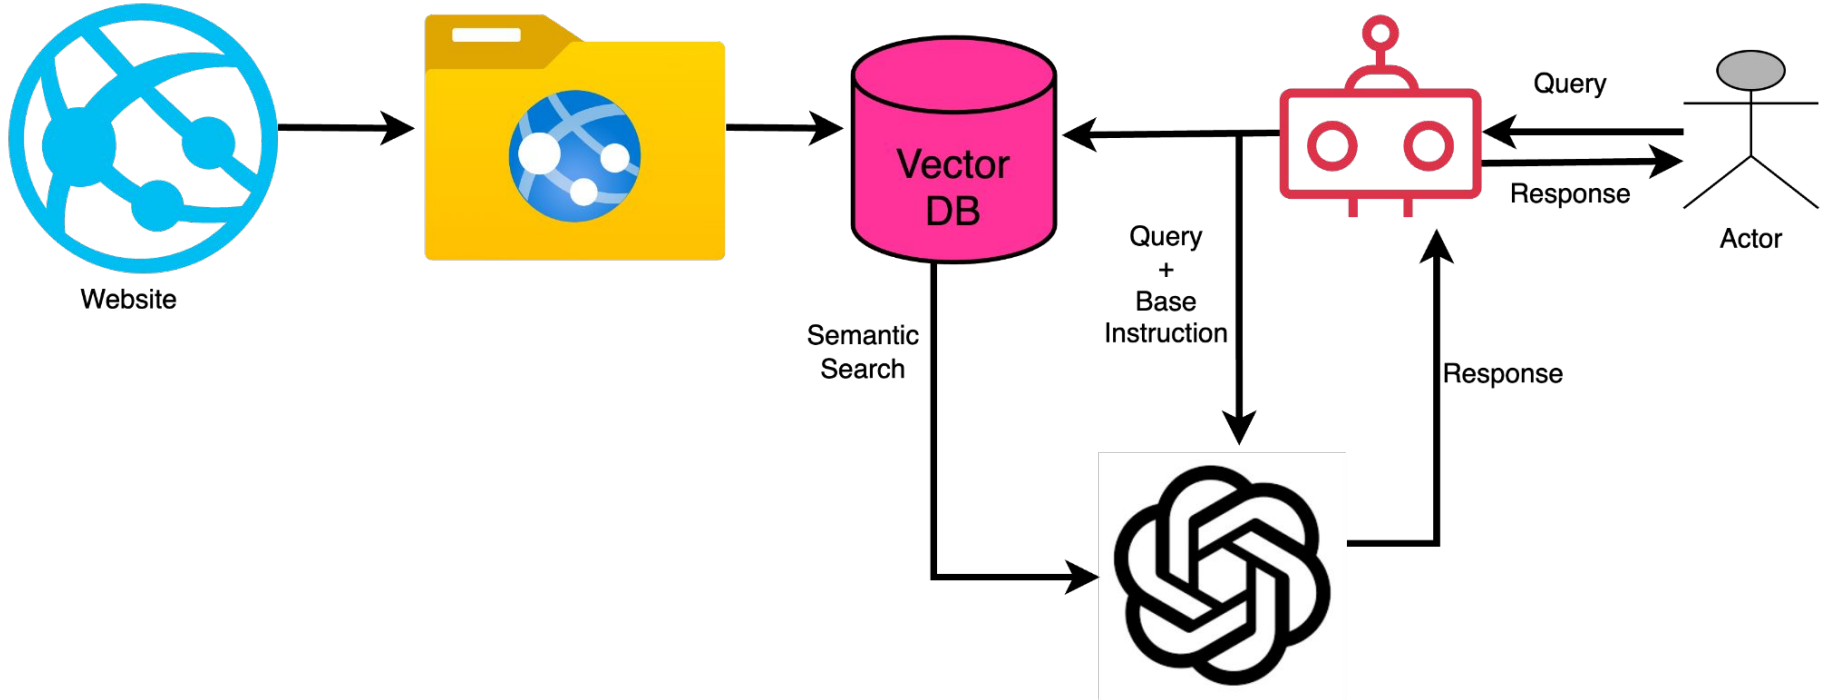 Website
Vector
DB
Semantic
Search
Query
+
Base
Instruction
Query
Response
Actor
Response